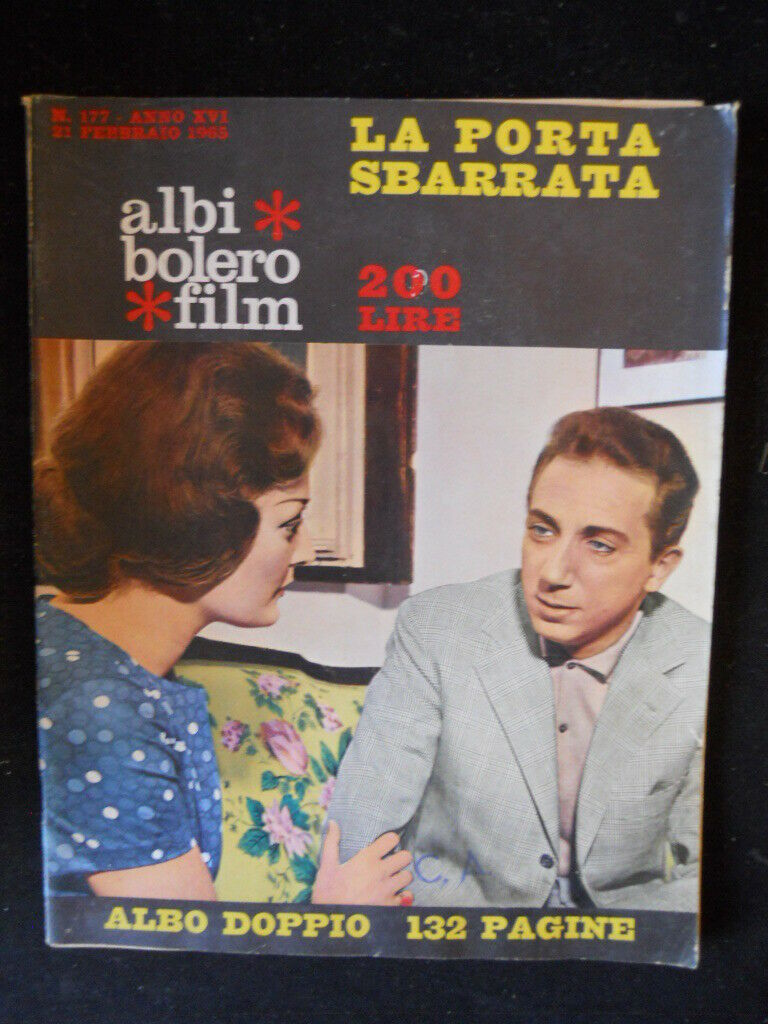 N. 177 - ANNO XVI
21 FEBBRAIO 1965
LA PORTA
SBARRATA
albi *
bolero
* film
200
LIRE
C.A
ALBO DOPPIO 132 PAGINE